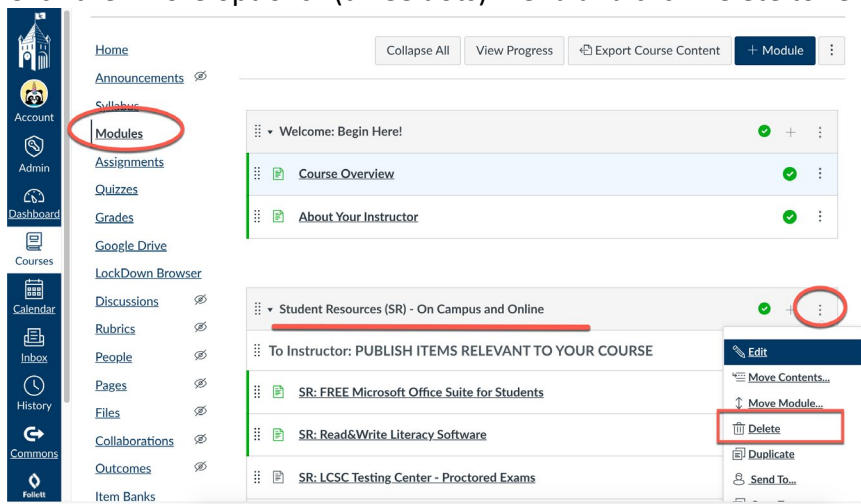 Account
Admin
Dashboard
Courses
Calendar
Inbox
History
Commons
Follett
Home
Announcements
Syllabus
Modules
Assignments
Quizzes
Grades
Google Drive
LockDown Browser
Discussions
Rubrics
People
Pages
Files
Collaborations
Outcomes
Item Banks
Collapse All View Progress Export Course Content + Module
Welcome: Begin Here!
Course Overview
About Your Instructor
Student Resources (SR) - On Campus and Online
To Instructor: PUBLISH ITEMS RELEVANT TO YOUR COURSE
SR: FREE Microsoft Office Suite for Students
SR: Read&Write Literacy Software
SR: LCSC Testing Center - Proctored Exams
Edit
Move Contents...
Move Module...
Delete
Duplicate
Send To...